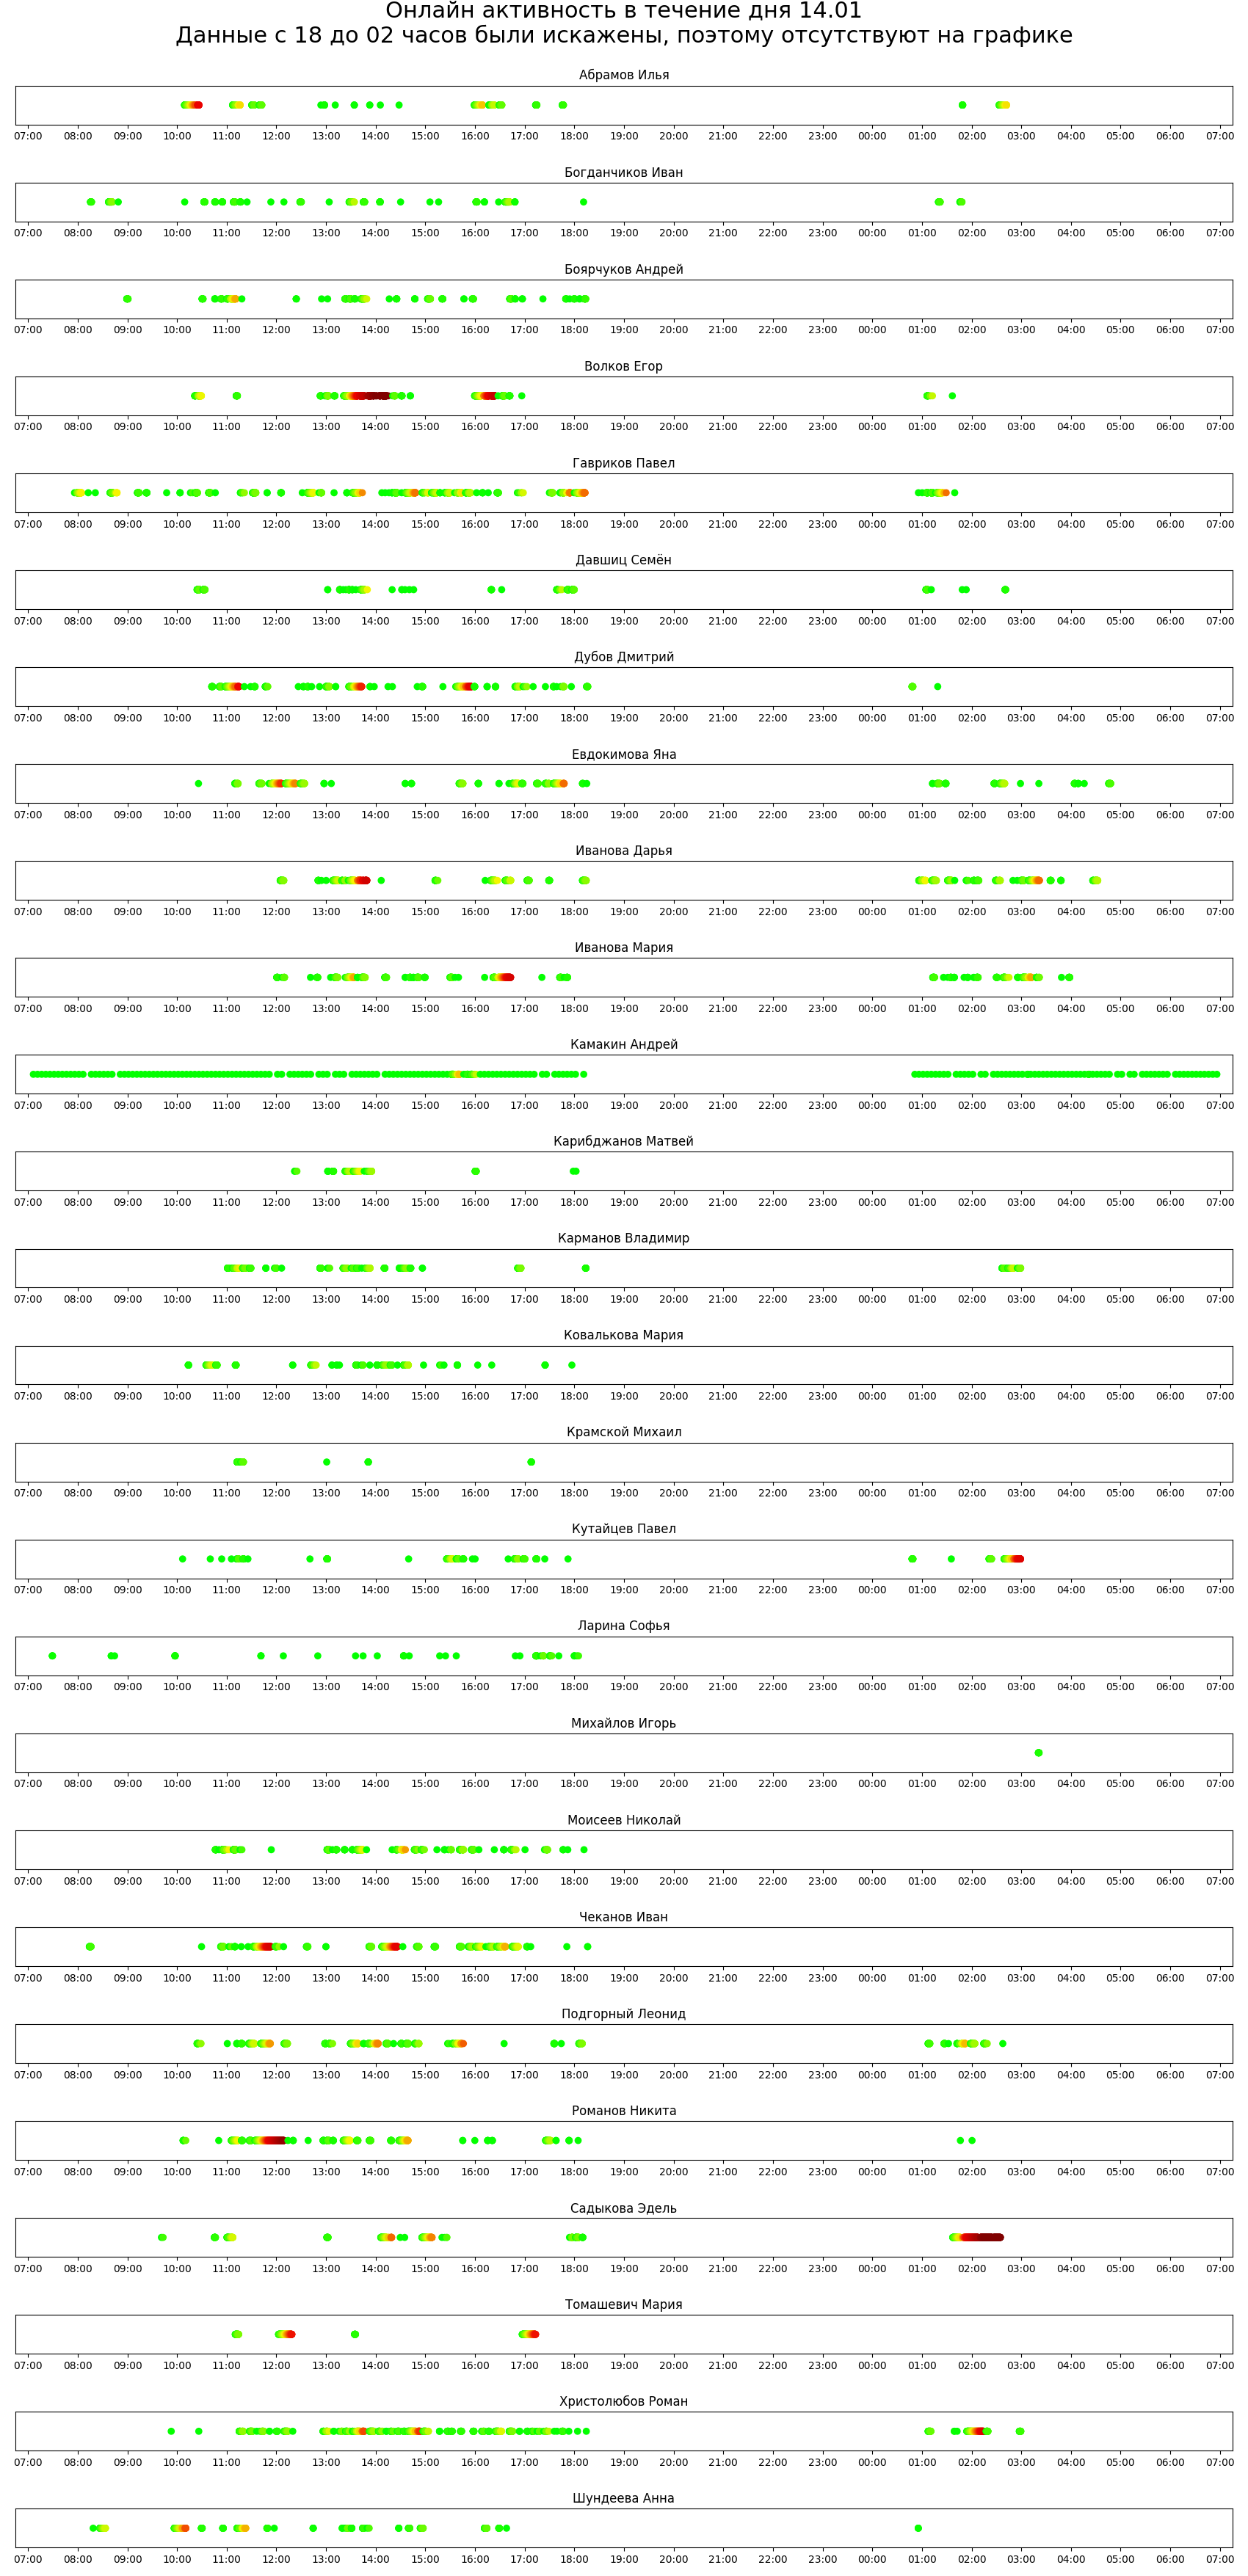 Онлайн активность в течение дня 14.01
Данные с 18 до 02 часов были искажены, поэтому отсутствуют на графике
Абрамов Илья
07:00 08:00 09:00 10:00 11:00 12:00 13:00 14:00 15:00 16:00 17:00 18:00 19:00 20:00 21:00 22:00 23:00 00:00 01:00 02:00 03:00 04:00 05:00 06:00 07:00
Богданчиков Иван
07:00 08:00 09:00 10:00 11:00 12:00 13:00 14:00 15:00 16:00 17:00 18:00 19:00 20:00 21:00 22:00 23:00 00:00 01:00 02:00 03:00 04:00 05:00 06:00 07:00
Боярчуков Андрей
07:00 08:00 09:00 10:00 11:00 12:00 13:00 14:00 15:00 16:00 17:00 18:00 19:00 20:00 21:00 22:00 23:00 00:00 01:00 02:00 03:00 04:00 05:00 06:00 07:00
Волков Егор
07:00 08:00 09:00 10:00 11:00 12:00 13:00 14:00 15:00 16:00 17:00 18:00 19:00 20:00 21:00 22:00 23:00 00:00 01:00 02:00 03:00 04:00 05:00 06:00 07:00
Гавриков Павел
07:00 08:00 09:00 10:00 11:00 12:00 13:00 14:00 15:00 16:00 17:00 18:00 19:00 20:00 21:00 22:00 23:00 00:00 01:00 02:00 03:00 04:00 05:00 06:00 07:00
Давшиц Семён
07:00 08:00 09:00 10:00 11:00 12:00 13:00 14:00 15:00 16:00 17:00 18:00 19:00 20:00 21:00 22:00 23:00 00:00 01:00 02:00 03:00 04:00 05:00 06:00 07:00
Дубов Дмитрий
07:00 08:00 09:00 10:00 11:00 12:00 13:00 14:00 15:00 16:00 17:00 18:00 19:00 20:00 21:00 22:00 23:00 00:00 01:00 02:00 03:00 04:00 05:00 06:00 07:00
Евдокимова Яна
07:00 08:00 09:00 10:00 11:00 12:00 13:00 14:00 15:00 16:00 17:00 18:00 19:00 20:00 21:00 22:00 23:00 00:00 01:00 02:00 03:00 04:00 05:00 06:00 07:00
Иванова Дарья
07:00 08:00 09:00 10:00 11:00 12:00 13:00 14:00 15:00 16:00 17:00 18:00 19:00 20:00 21:00 22:00 23:00 00:00 01:00 02:00 03:00 04:00 05:00 06:00 07:00
Иванова Мария
07:00 08:00 09:00 10:00 11:00 12:00 13:00 14:00 15:00 16:00 17:00 18:00 19:00 20:00 21:00 22:00 23:00 00:00 01:00 02:00 03:00 04:00 05:00 06:00 07:00
Камакин Андрей
07:00 08:00 09:00 10:00 11:00 12:00 13:00 14:00 15:00 16:00 17:00 18:00 19:00 20:00 21:00 22:00 23:00 00:00 01:00 02:00 03:00 04:00 05:00 06:00 07:00
Карибджанов Матвей
07:00 08:00 09:00 10:00 11:00 12:00 13:00 14:00 15:00 16:00 17:00 18:00 19:00 20:00 21:00 22:00 23:00 00:00 01:00 02:00 03:00 04:00 05:00 06:00 07:00
Карманов Владимир
07:00 08:00 09:00 10:00 11:00 12:00 13:00 14:00 15:00 16:00 17:00 18:00 19:00 20:00 21:00 22:00 23:00 00:00 01:00 02:00 03:00 04:00 05:00 06:00 07:00
Ковалькова Мария
07:00 08:00 09:00 10:00 11:00 12:00 13:00 14:00 15:00 16:00 17:00 18:00 19:00 20:00 21:00 22:00 23:00 00:00 01:00 02:00 03:00 04:00 05:00 06:00 07:00
Крамской Михаил
07:00 08:00 09:00 10:00 11:00 12:00 13:00 14:00 15:00 16:00 17:00 18:00 19:00 20:00 21:00 22:00 23:00 00:00 01:00 02:00 03:00 04:00 05:00 06:00 07:00
Кутайцев Павел
07:00 08:00 09:00 10:00 11:00 12:00 13:00 14:00 15:00 16:00 17:00 18:00 19:00 20:00 21:00 22:00 23:00 00:00 01:00 02:00 03:00 04:00 05:00 06:00 07:00
Ларина Софья
07:00 08:00 09:00 10:00 11:00 12:00 13:00 14:00 15:00 16:00 17:00 18:00 19:00 20:00 21:00 22:00 23:00 00:00 01:00 02:00 03:00 04:00 05:00 06:00 07:00
Михайлов Игорь
07:00 08:00 09:00 10:00 11:00 12:00 13:00 14:00 15:00 16:00 17:00 18:00 19:00 20:00 21:00 22:00 23:00 00:00 01:00 02:00 03:00 04:00 05:00 06:00 07:00
Моисеев Николай
07:00 08:00 09:00 10:00 11:00 12:00 13:00 14:00 15:00 16:00 17:00 18:00 19:00 20:00 21:00 22:00 23:00 00:00 01:00 02:00 03:00 04:00 05:00 06:00 07:00
Чеканов Иван
07:00 08:00 09:00 10:00 11:00 12:00 13:00 14:00 15:00 16:00 17:00 18:00 19:00 20:00 21:00 22:00 23:00 00:00 01:00 02:00 03:00 04:00 05:00 06:00 07:00
Подгорный Леонид
07:00 08:00 09:00 10:00 11:00 12:00 13:00 14:00 15:00 16:00 17:00 18:00 19:00 20:00 21:00 22:00 23:00 00:00 01:00 02:00 03:00 04:00 05:00 06:00 07:00
Романов Никита
07:00 08:00 09:00 10:00 11:00 12:00 13:00 14:00 15:00 16:00 17:00 18:00 19:00 20:00 21:00 22:00 23:00 00:00 01:00 02:00 03:00 04:00 05:00 06:00 07:00
Садыкова Эдель
07:00 08:00 09:00 10:00 11:00 12:00 13:00 14:00 15:00 16:00 17:00 18:00 19:00 20:00 21:00 22:00 23:00 00:00 01:00 02:00 03:00 04:00 05:00 06:00 07:00
Томашевич Мария
07:00 08:00 09:00 10:00 11:00 12:00 13:00 14:00 15:00 16:00 17:00 18:00 19:00 20:00 21:00 22:00 23:00 00:00 01:00 02:00 03:00 04:00 05:00 06:00 07:00
Христолюбов Роман
07:00 08:00 09:00 10:00 11:00 12:00 13:00 14:00 15:00 16:00 17:00 18:00 19:00 20:00 21:00 22:00 23:00 00:00 01:00 02:00 03:00 04:00 05:00 06:00 07:00
Шундеева Анна
07:00 08:00 09:00 10:00 11:00 12:00 13:00 14:00 15:00 16:00 17:00 18:00 19:00 20:00 21:00 22:00 23:00 00:00 01:00 02:00 03:00 04:00 05:00 06:00 07:00